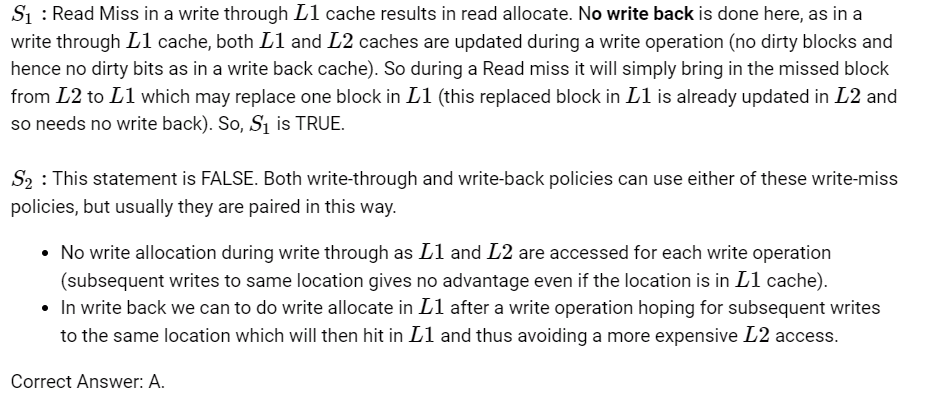 S₁ : Read Miss in a write through L1 cache results in read allocate. No write back is done here, as in a
write through L1 cache, both L1 and L2 caches are updated during a write operation (no dirty blocks and
hence no dirty bits as in a write back cache). So during a Read miss it will simply bring in the missed block
from L2 to L1 which may replace one block in L1 (this replaced block in L1 is already updated in L2 and
so needs no write back). So, S₁ is TRUE.
S₂ : This statement is FALSE. Both write-through and write-back policies can use either of these write-miss
policies, but usually they are paired in this way.
• No write allocation during write through as L1 and L2 are accessed for each write operation
(subsequent writes to same location gives no advantage even if the location is in L1 cache).
• In write back we can to do write allocate in L1 after a write operation hoping for subsequent writes
to the same location which will then hit in L1 and thus avoiding a more expensive L2 access.
Correct Answer: A.